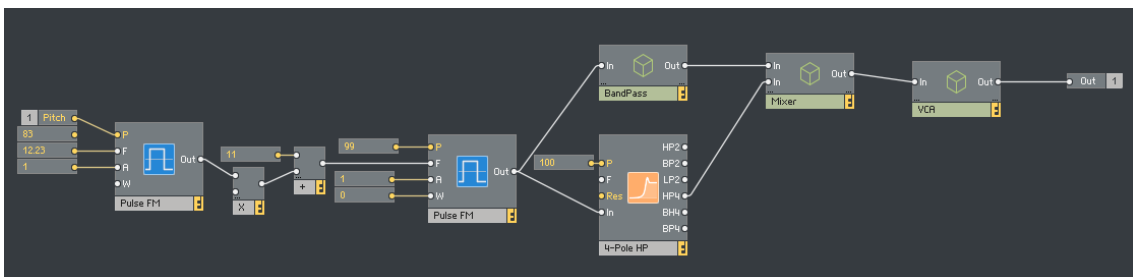 1 Pitch
83
12.23
1
P
F
A
W
Out
Pulse FM
11
X
+
99
1
0
P
F
A
W
Out
Pulse FM
In
Out
BandPass
100
P
F
Res
In
HP2
BP2
LP2
HP4
BH4
BP4
4-Pole HP
In
In
Out
Mixer
In
Out
VCA
Out 1